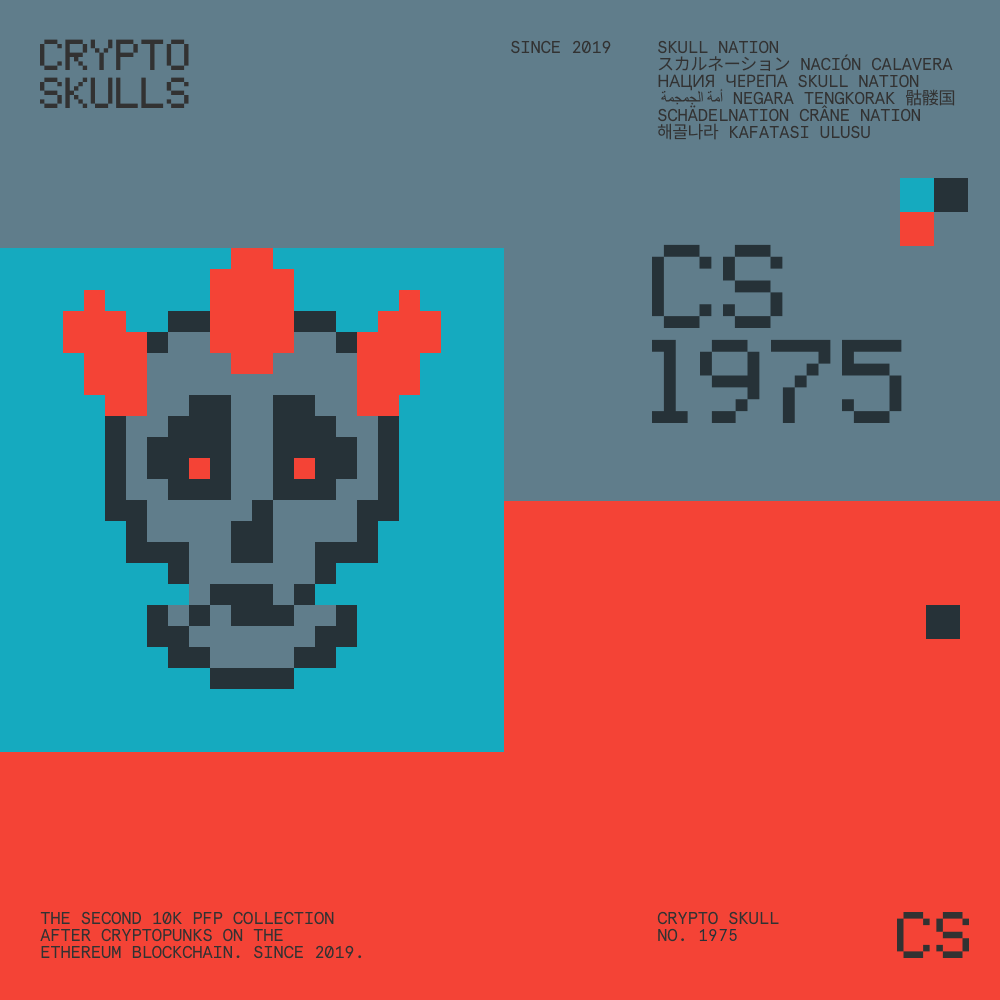 CRYPTO
SKULLS
SINCE 2019
SKULL NATION
スカルネーション NACIÓN CALAVERA
НАЦИЯ ЧЕРЕПА SKULL NATION
أمة الجمجمة NEGARA TENGKORAK 骷髅国
SCHÄDELNATION CRÂNE NATION
해골나라 KAFATASI ULUSU
CS
1975
THE SECOND 10K PFP COLLECTION
AFTER CRYPTOPUNKS ON THE
ETHEREUM BLOCKCHAIN. SINCE 2019.
CRYPTO SKULL
NO. 1975
CS